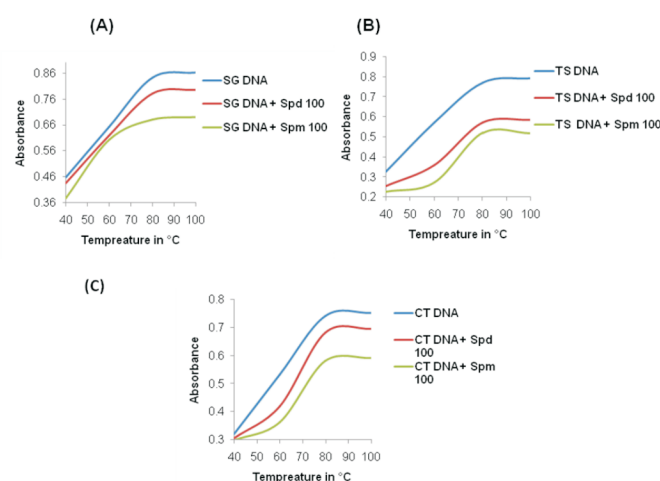 (A)
Absorbance
0.86
0.76
0.66
0.56
0.46
0.36
40 50 60 70 80 90 100
Tempreature in °C
SG DNA
SG DNA+ Spd 100
SG DNA+ Spm 100
(B)
Absorbance
0.9
0.8
0.7
0.6
0.5
0.4
0.3
0.2
40 50 60 70 80 90 100
Tempreature in °C
TS DNA
TS DNA+ Spd 100
TS DNA+ Spm 100
(C)
Absorbance
0.8
0.7
0.6
0.5
0.4
0.3
40 50 60 70 80 90 100
Tempreature in °C
CT DNA
CT DNA+ Spd
100
CT DNA+ Spm
100